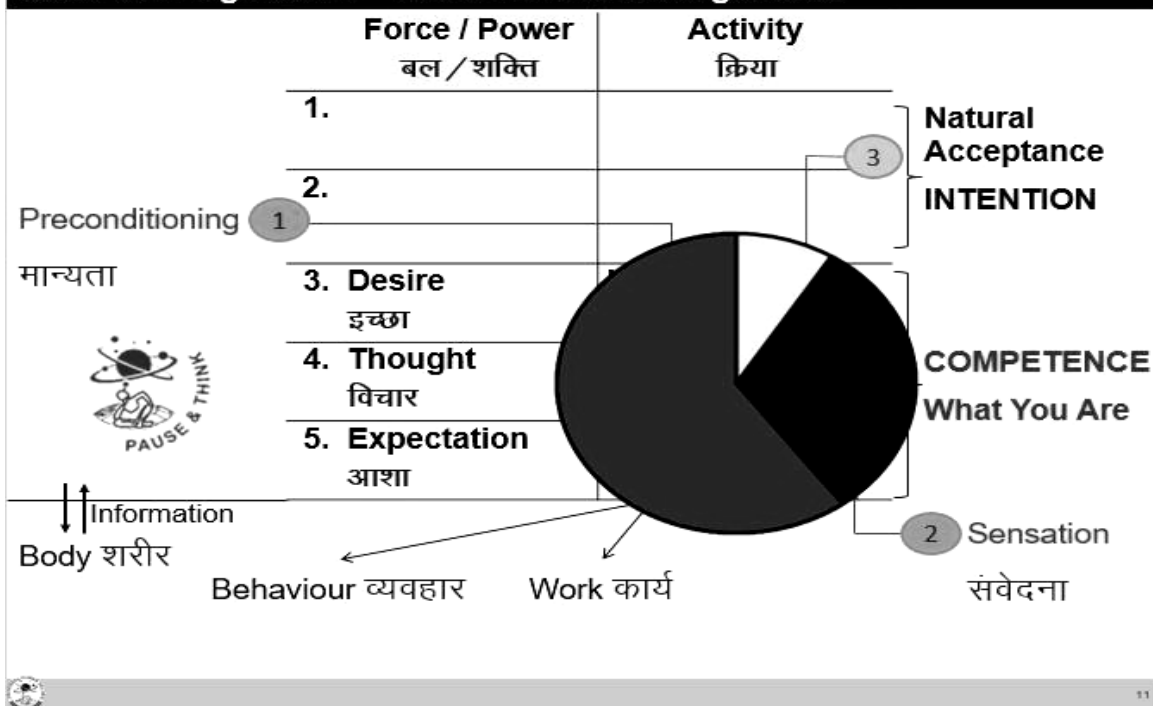 Force / Power
बल / शक्ति
Activity
क्रिया
1.
2.
3
Natural
Acceptance
INTENTION
Preconditioning 1
मान्यता
3. Desire
इच्छा
4. Thought
विचार
5. Expectation
आशा
COMPETENCE
What You Are
PAUSE & THINK
Information
Body शरीर
2 Sensation
संवेदना
Behaviour व्यवहार
Work कार्य
11